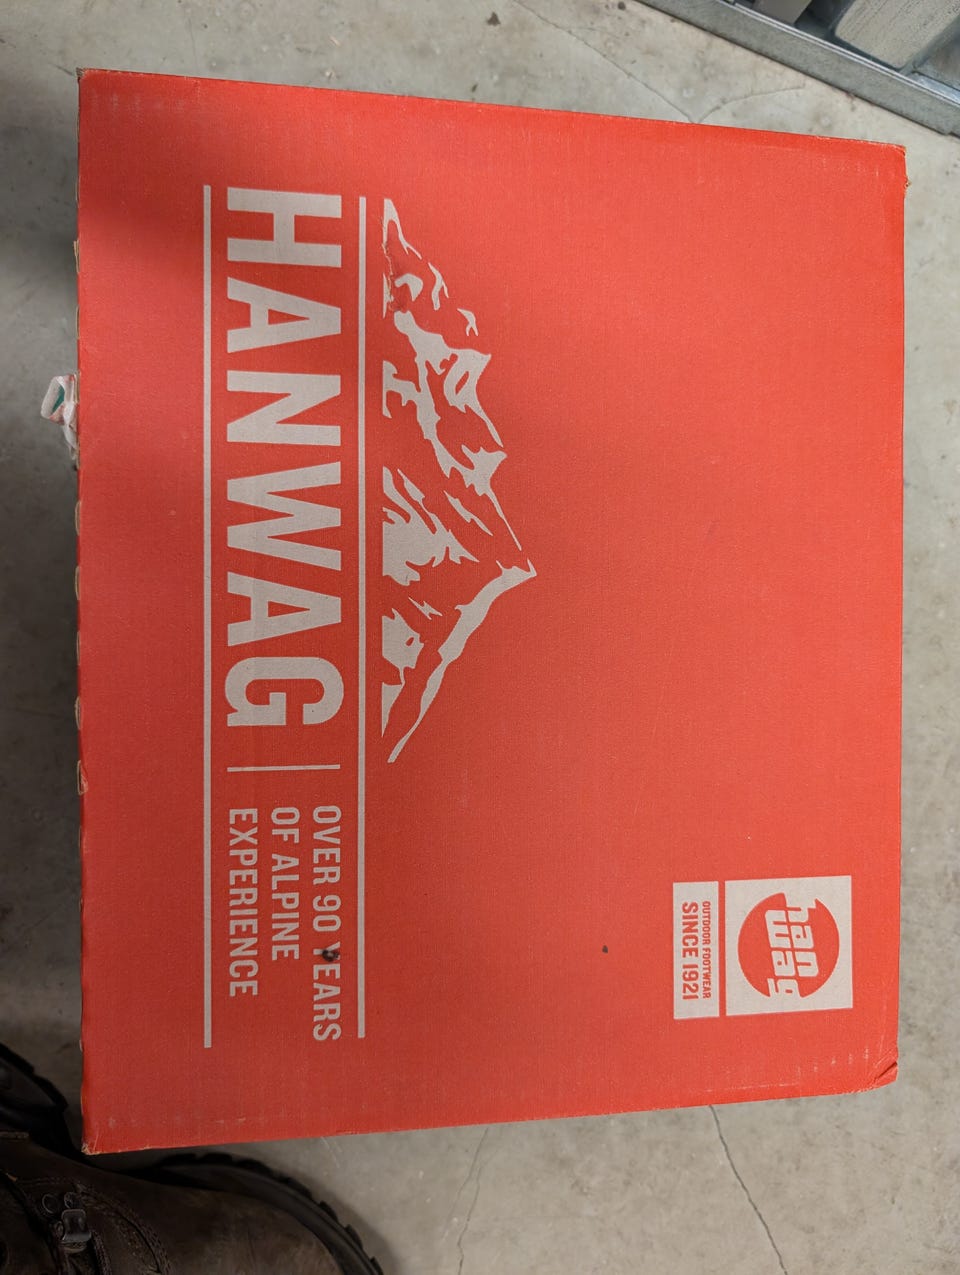 han
wag
OUTDOOR FOOTWEAR
SINCE 1921
HANWAG
OVER 90 YEARS
OF ALPINE
EXPERIENCE